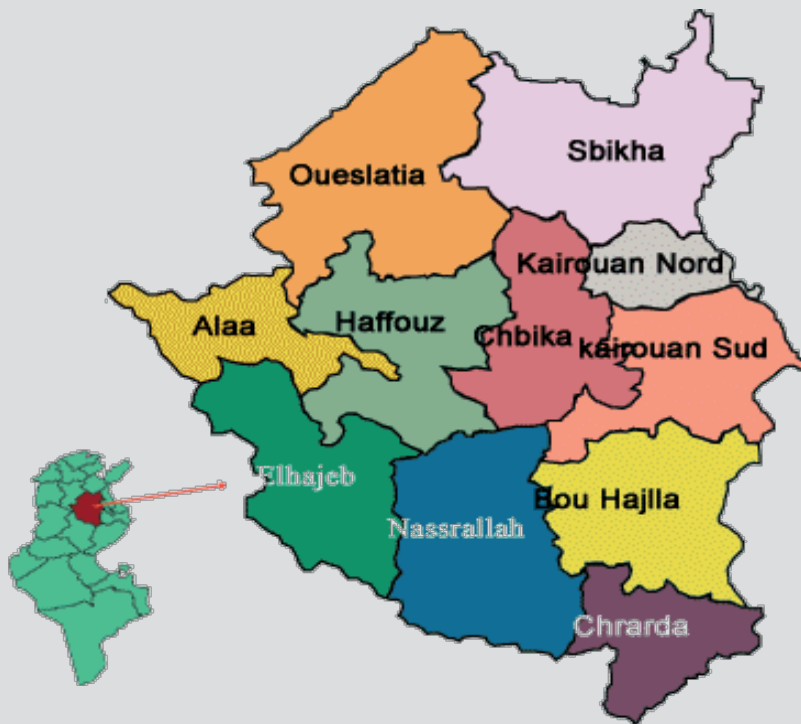 Sbikha
Oueslatia
Kairouan Nord
Alaa
Haffouz
Chbika
kairouan Sud
Elhajeb
Bou Hajlla
Nassrallah
Chrarda